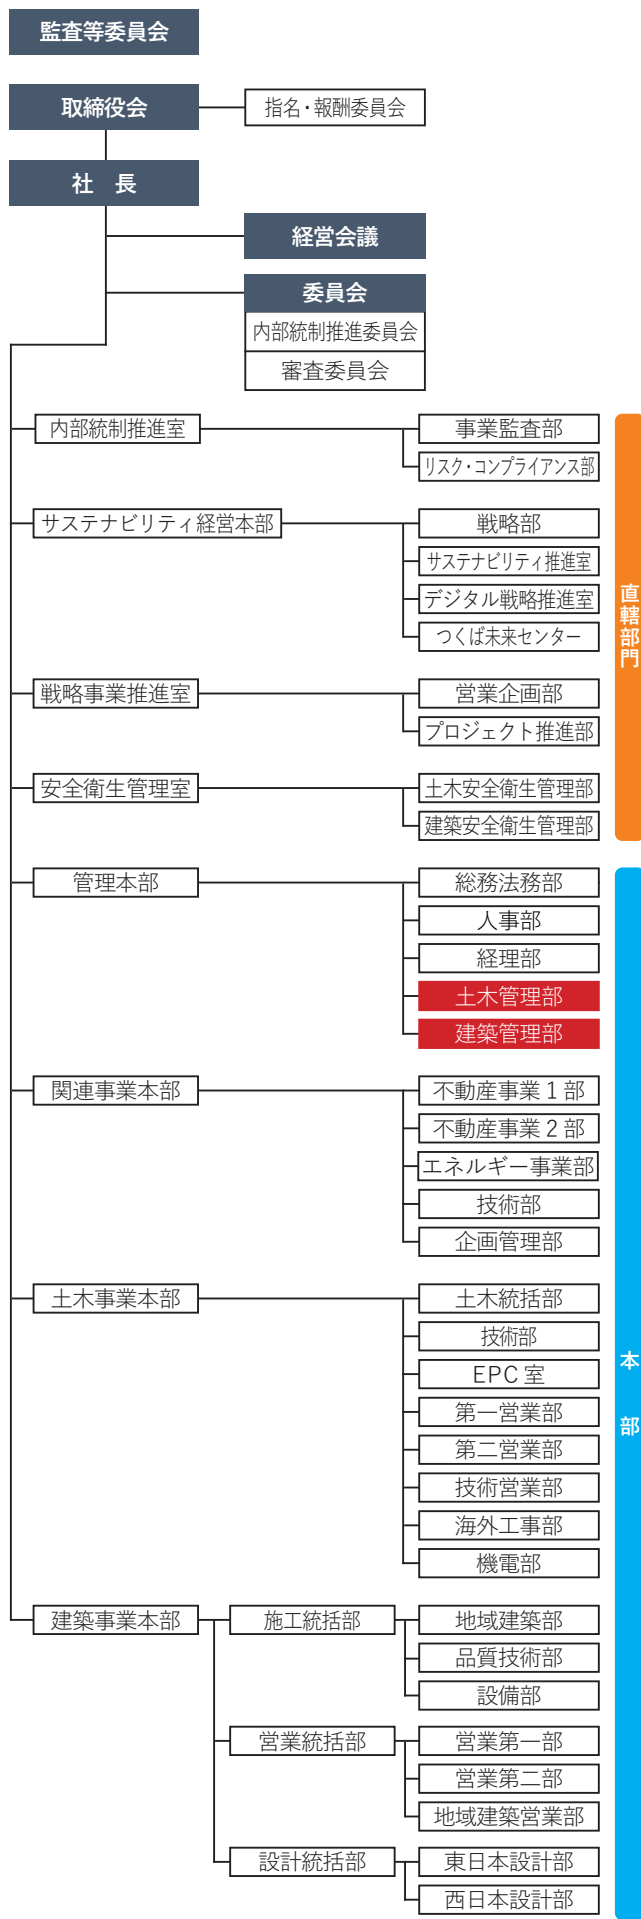 監査等委員会
取締役会
指名・報酬委員会
社　長
経営会議
委員会
内部統制推進委員会
審査委員会
内部統制推進室
事業監査部
リスク・コンプライアンス部
サステナビリティ経営本部
戦略部
サステナビリティ推進室
デジタル戦略推進室
つくば未来センター
戦略事業推進室
営業企画部
プロジェクト推進部
安全衛生管理室
土木安全衛生管理部
建築安全衛生管理部
直轄部門
管理本部
総務法務部
人事部
経理部
土木管理部
建築管理部
関連事業本部
不動産事業1部
不動産事業2部
エネルギー事業部
技術部
企画管理部
土木事業本部
土木統括部
技術部
EPC室
第一営業部
第二営業部
技術営業部
海外工事部
機電部
建築事業本部
施工統括部
地域建築部
品質技術部
設備部
営業統括部
営業第一部
営業第二部
地域建築営業部
設計統括部
東日本設計部
西日本設計部
本　部